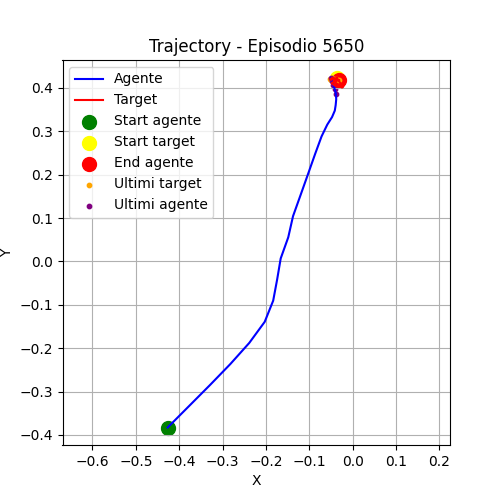 Trajectory - Episodio 5650
Agente
Target
Start agente
Start target
End agente
Ultimi target
Ultimi agente
Y
0.4
0.3
0.2
0.1
0.0
−0.1
−0.2
−0.3
−0.4
−0.6 −0.5 −0.4 −0.3 −0.2 −0.1 0.0 0.1 0.2
X